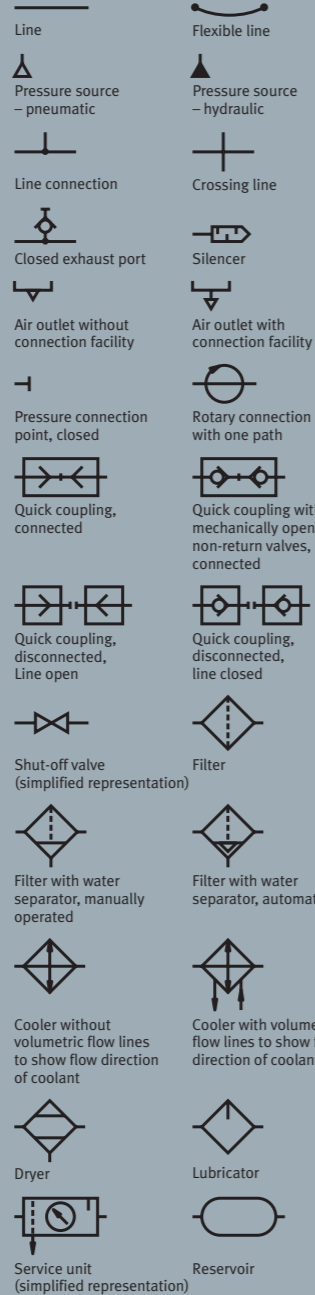 Line
Flexible line
Pressure source
– pneumatic
Pressure source
– hydraulic
Line connection
Crossing line
Closed exhaust port
Silencer
Air outlet without
connection facility
Air outlet with
connection facility
Pressure connection
point, closed
Rotary connection
with one path
Quick coupling,
connected
Quick coupling with
mechanically open
non-return valves,
connected
Quick coupling,
disconnected,
Line open
Quick coupling,
disconnected,
line closed
Shut-off valve
(simplified representation)
Filter
Filter with water
separator, manually
operated
Filter with water
separator,
Cooler without
volumetric flow lines
to show flow direction
of coolant
Cooler with
flow lines to show
direction of coolant
Dryer
Lubricator
Service unit
(simplified representation)
Reservoir